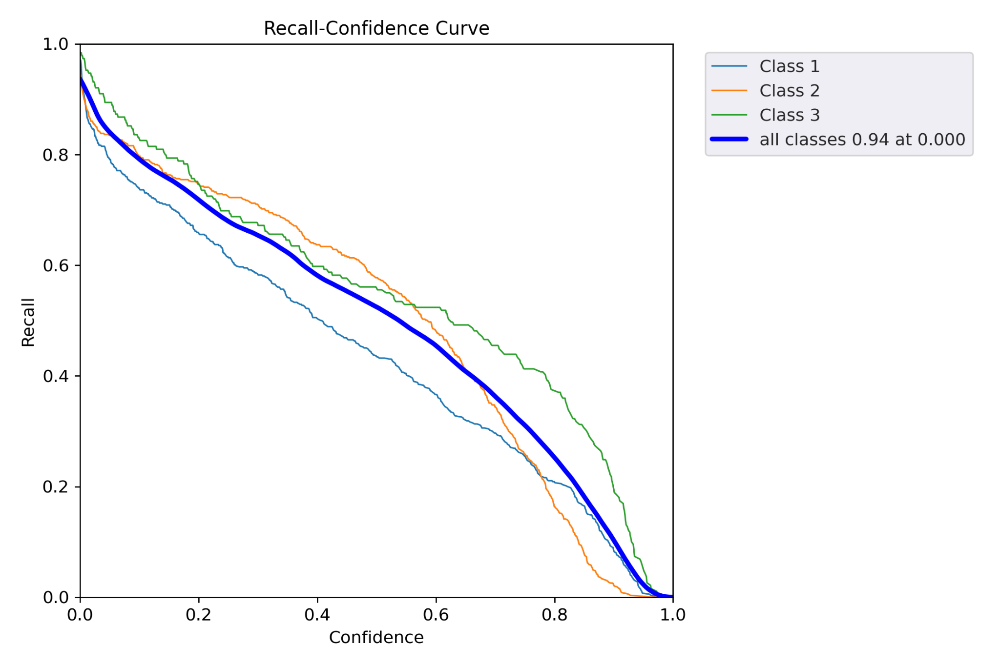 Recall-Confidence Curve
1.0
0.8
0.6
0.4
0.2
0.0
Recall
0.0 0.2 0.4 0.6 0.8 1.0
Confidence
Class 1
Class 2
Class 3
all classes 0.94 at 0.000